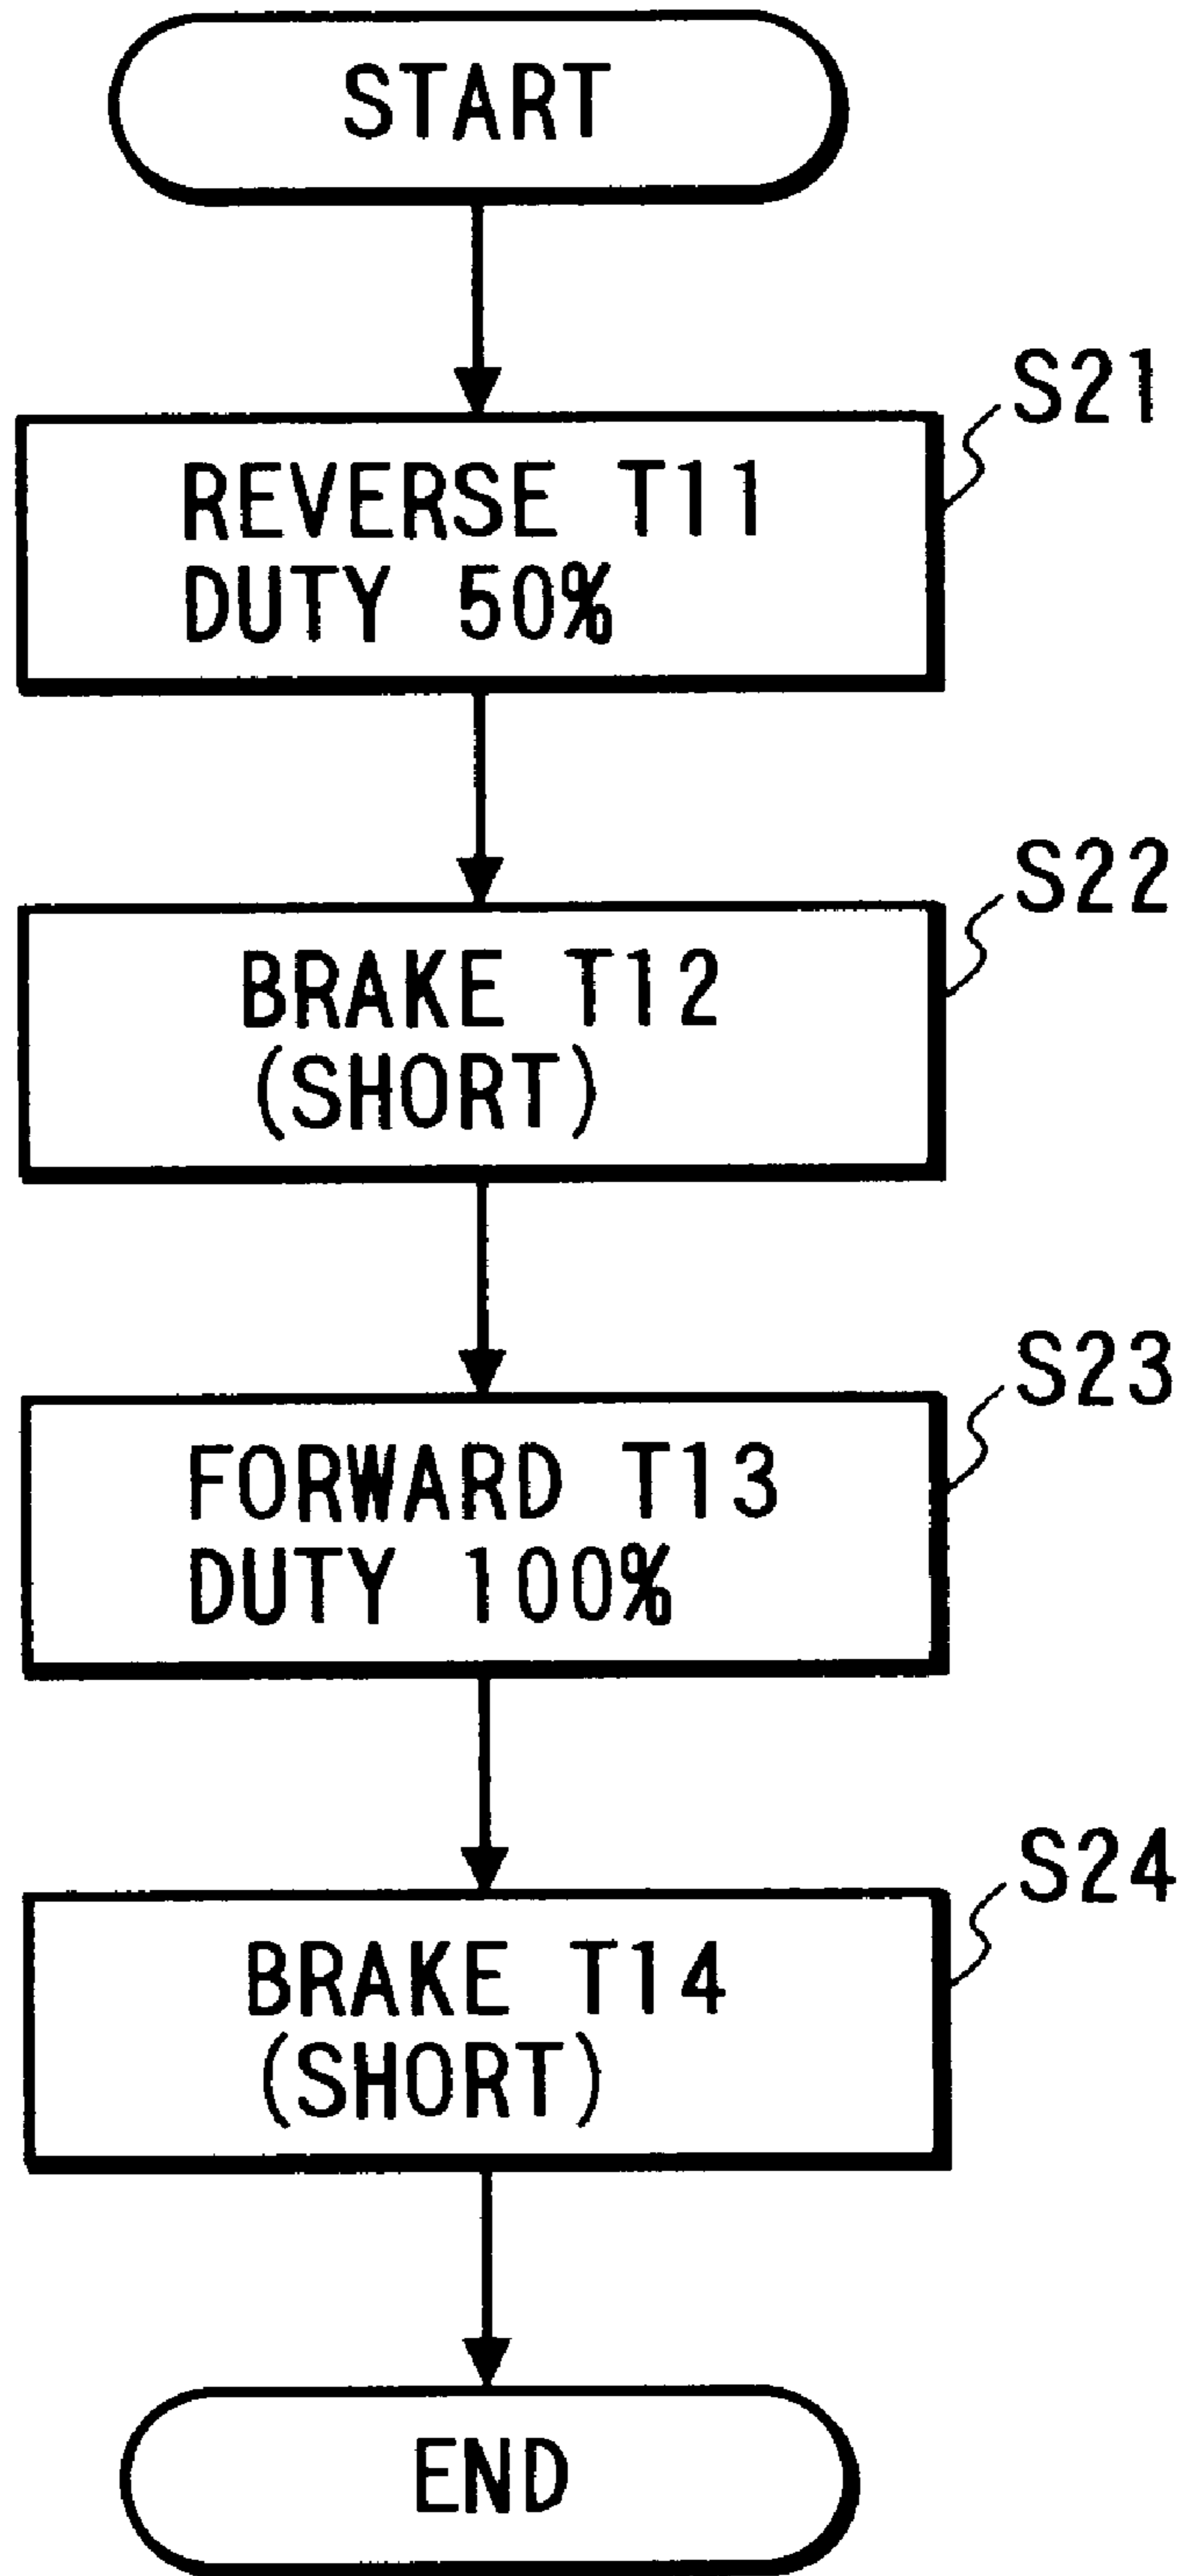 START
S21
REVERSE T11
DUTY 50%
S22
BRAKE T12
(SHORT)
S23
FORWARD T13
DUTY 100%
S24
BRAKE T14
(SHORT)
END